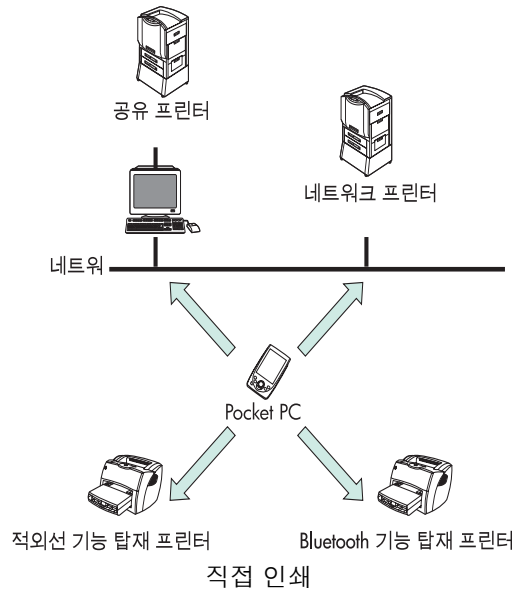 공유 프린터
네트워크 프린터
네트워
Pocket PC
적외선 기능 탑재 프린터
Bluetooth 기능 탑재 프린터
직접 인쇄